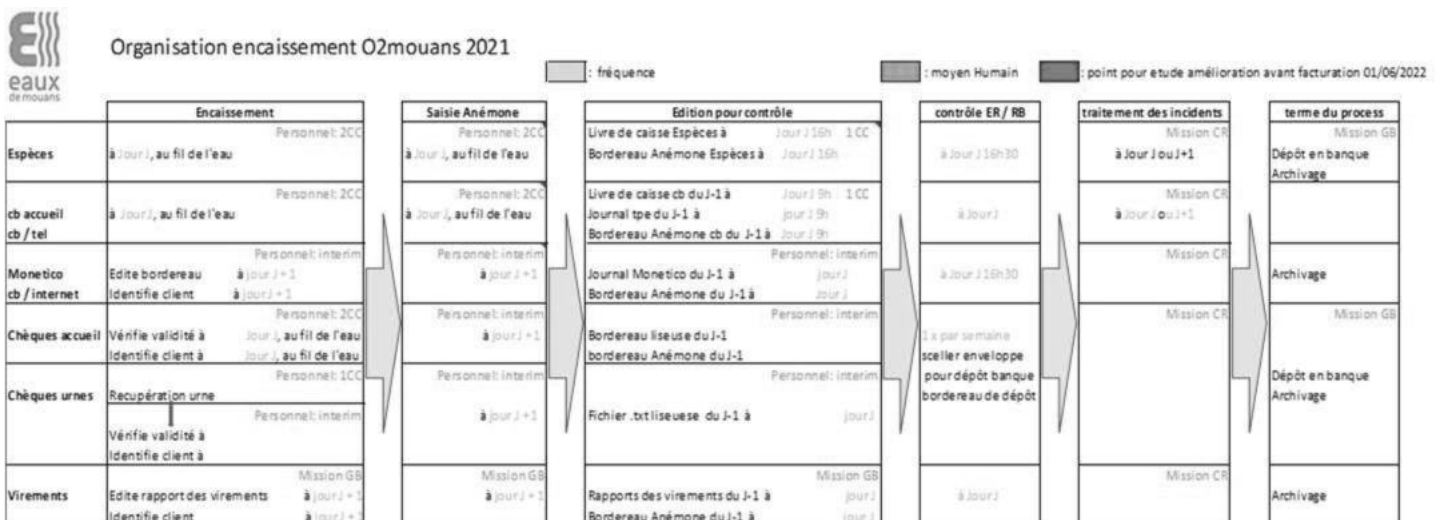 eaux
de mouans
Organisation encaissement O2mouans 2021
: fréquence
: moyen Humain
: point pour etude amélioration avant facturation 01/06/2022
Encaissement
Saisie Anémone
Edition pour contrôle
contrôle ER / RB
traitement des incidents
terme du process
Espèces
Personnel: 2CC
à Jour J, au fil de l'eau
Personnel: 2CC
à Jour J, au fil de l'eau
Livre de caisse Espèces à Jour J 16h 1 CC
Bordereau Anémone Espèces à Jour J 16h
à Jour J 16h30
Mission CR
à Jour J ou J+1
Mission GB
Dépôt en banque
Archivage
cb accueil
cb / tel
Personnel: 2CC
à Jour J, au fil de l'eau
Personnel: 2CC
à Jour J, au fil de l'eau
Livre de caisse cb du J-1 à Jour J 9h 1 CC
Journal tpe du J-1 à jour J 9h
Bordereau Anémone cb du J-1 à Jour J 9h
à Jour J
Mission CR
à Jour J ou J+1
Monetico
cb / internet
Personnel: interim
Edite bordereau à jour J + 1
Identifie client à jour J + 1
Personnel: interim
à jour J +1
Personnel: interim
Journal Monetico du J-1 à jour J
Bordereau Anémone du J-1 à jour J
à Jour J 16h30
Mission CR
Archivage
Chèques accueil
Personnel: 2CC
Vérifie validité à Jour J, au fil de l'eau
Identifie client à Jour J, au fil de l'eau
Personnel: interim
à jour J +1
Personnel: interim
Bordereau liseuse du J-1
bordereau Anémone du J-1
1 x par semaine
sceller enveloppe
pour dépôt banque
bordereau de dépôt
Mission CR
Mission GB
Dépôt en banque
Archivage
Chèques urnes
Personnel: 1CC
Recupération urne
Personnel: interim
Vérifie validité à
Identifie client à
Personnel: interim
à jour J +1
Personnel: interim
Fichier .txt liseuese du J-1 à jour J
Virements
Mission GB
Edite rapport des virements à jour J + 1
Identifie client à jour J + 1
Mission GB
à jour J + 1
Mission GB
Rapports des virements du J-1 à jour J
Bordereau Anémone du J-1 à jour J
à Jour J
Mission CR
Archivage